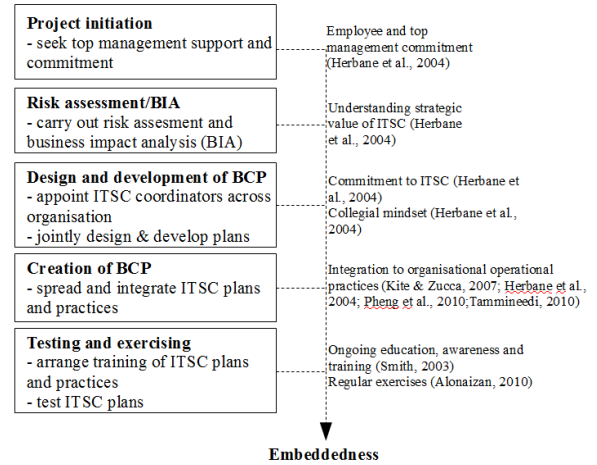 Project initiation
- seek top management support and
commitment
Employee and top
management commitment
(Herbane et al., 2004)
Risk assessment/BIA
- carry out risk assesment and
business impact analysis (BIA)
Understanding strategic
value of ITSC (Herbane
et al., 2004)
Design and development of BCP
- appoint ITSC coordinators across
organisation
- jointly design & develop plans
Commitment to ITSC (Herbane et
al., 2004)
Collegial mindset (Herbane et al.,
2004)
Creation of BCP
- spread and integrate ITSC plans
and practices
Integration to organisational operational
practices (Kite & Zucca, 2007; Herbane et al.,
2004; Pheng et al., 2010;Tammineedi, 2010)
Testing and exercising
- arrange training of ITSC plans
and practices
- test ITSC plans
Ongoing education, awareness and
training (Smith, 2003)
Regular exercises (Alonaizan, 2010)
Embeddedness